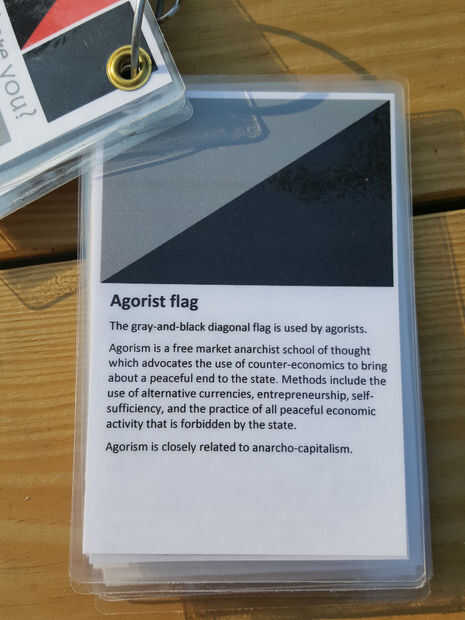 re you?
Agorist flag
The gray-and-black diagonal flag is used by agorists.
Agorism is a free market anarchist school of thought
which advocates the use of counter-economics to bring
about a peaceful end to the state. Methods include the
use of alternative currencies, entrepreneurship, self-
sufficiency, and the practice of all peaceful economic
activity that is forbidden by the state.
Agorism is closely related to anarcho-capitalism.